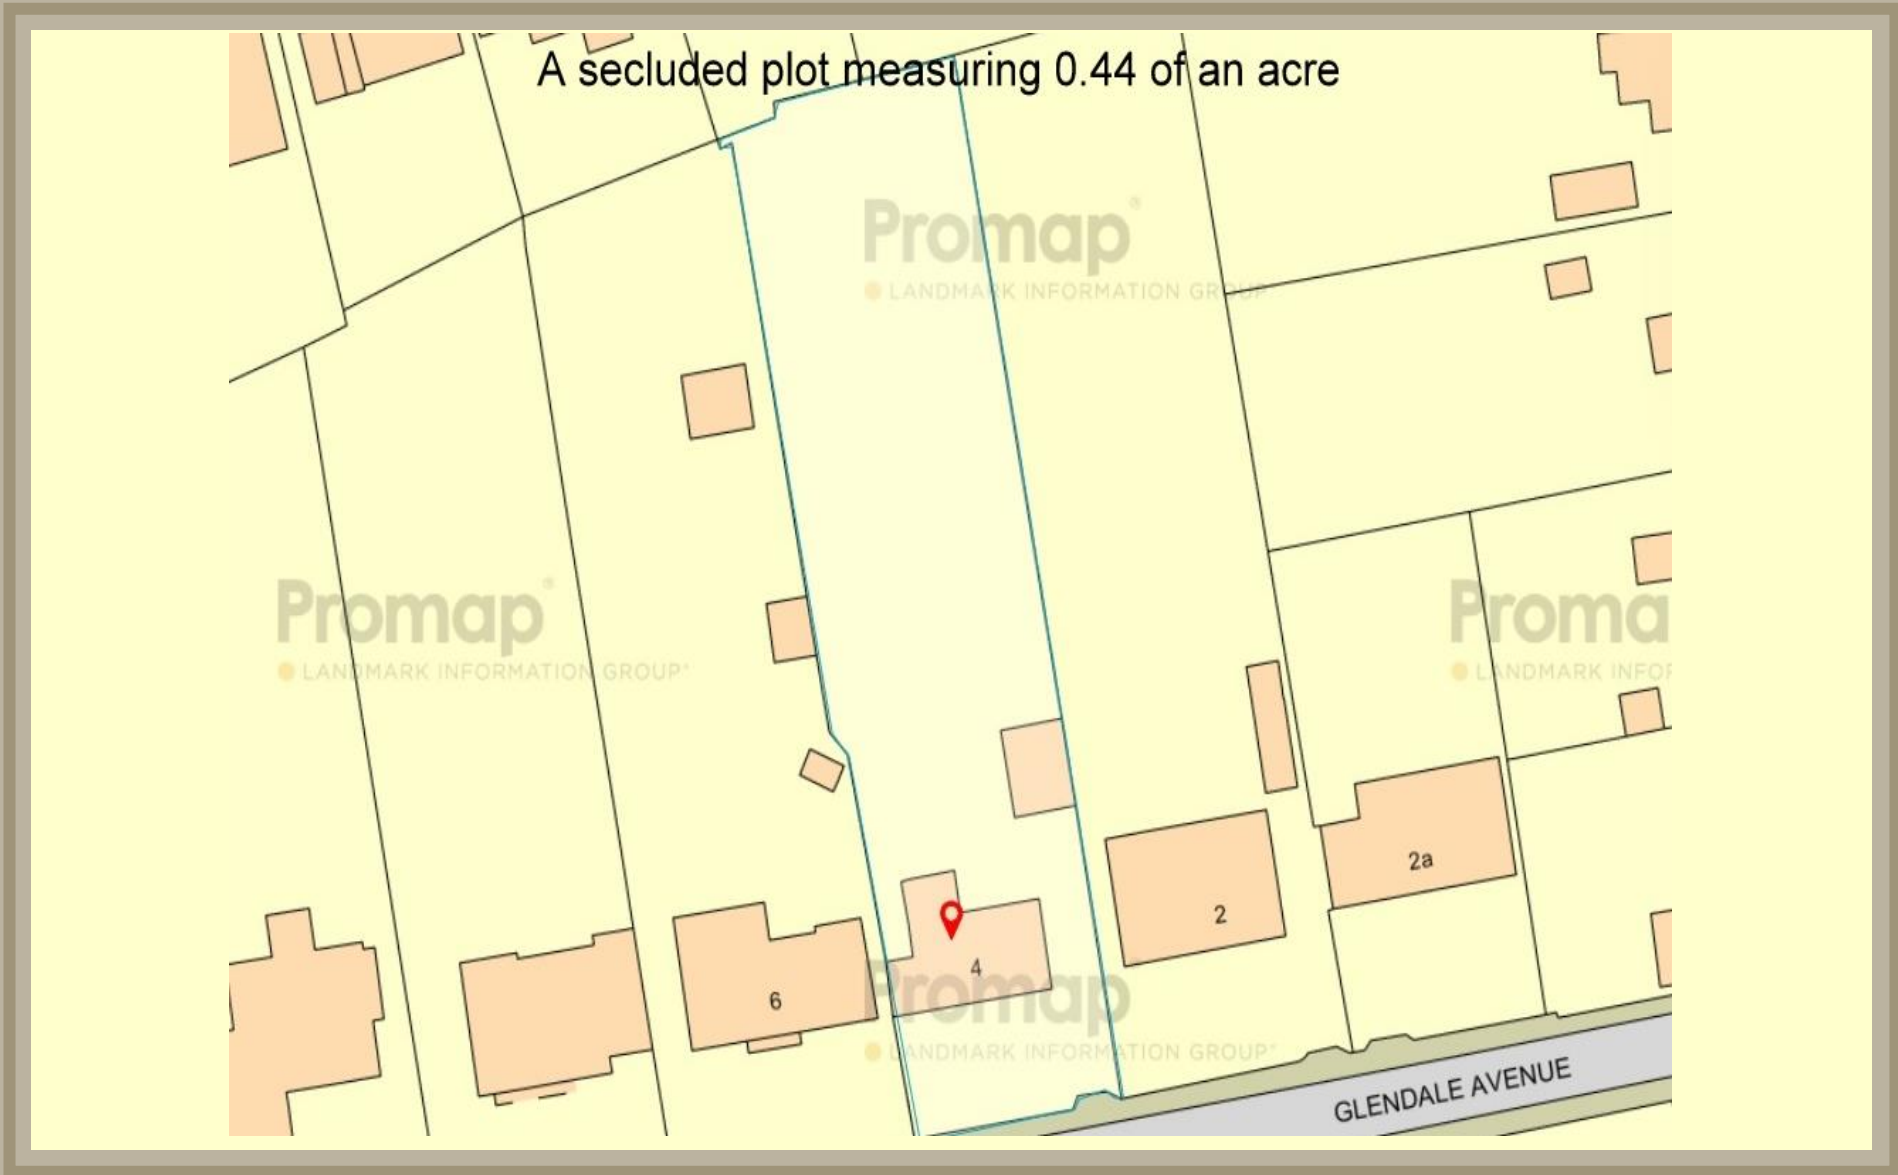 A secluded plot measuring 0.44 of an acre
Promap®
LANDMARK INFORMATION GROUP®
Promap®
LANDMARK INFORMATION GROUP®
Proma
LANDMARK INFOR
2a
2
4
6
Promap
LANDMARK INFORMATION GROUP®
GLENDALE AVENUE